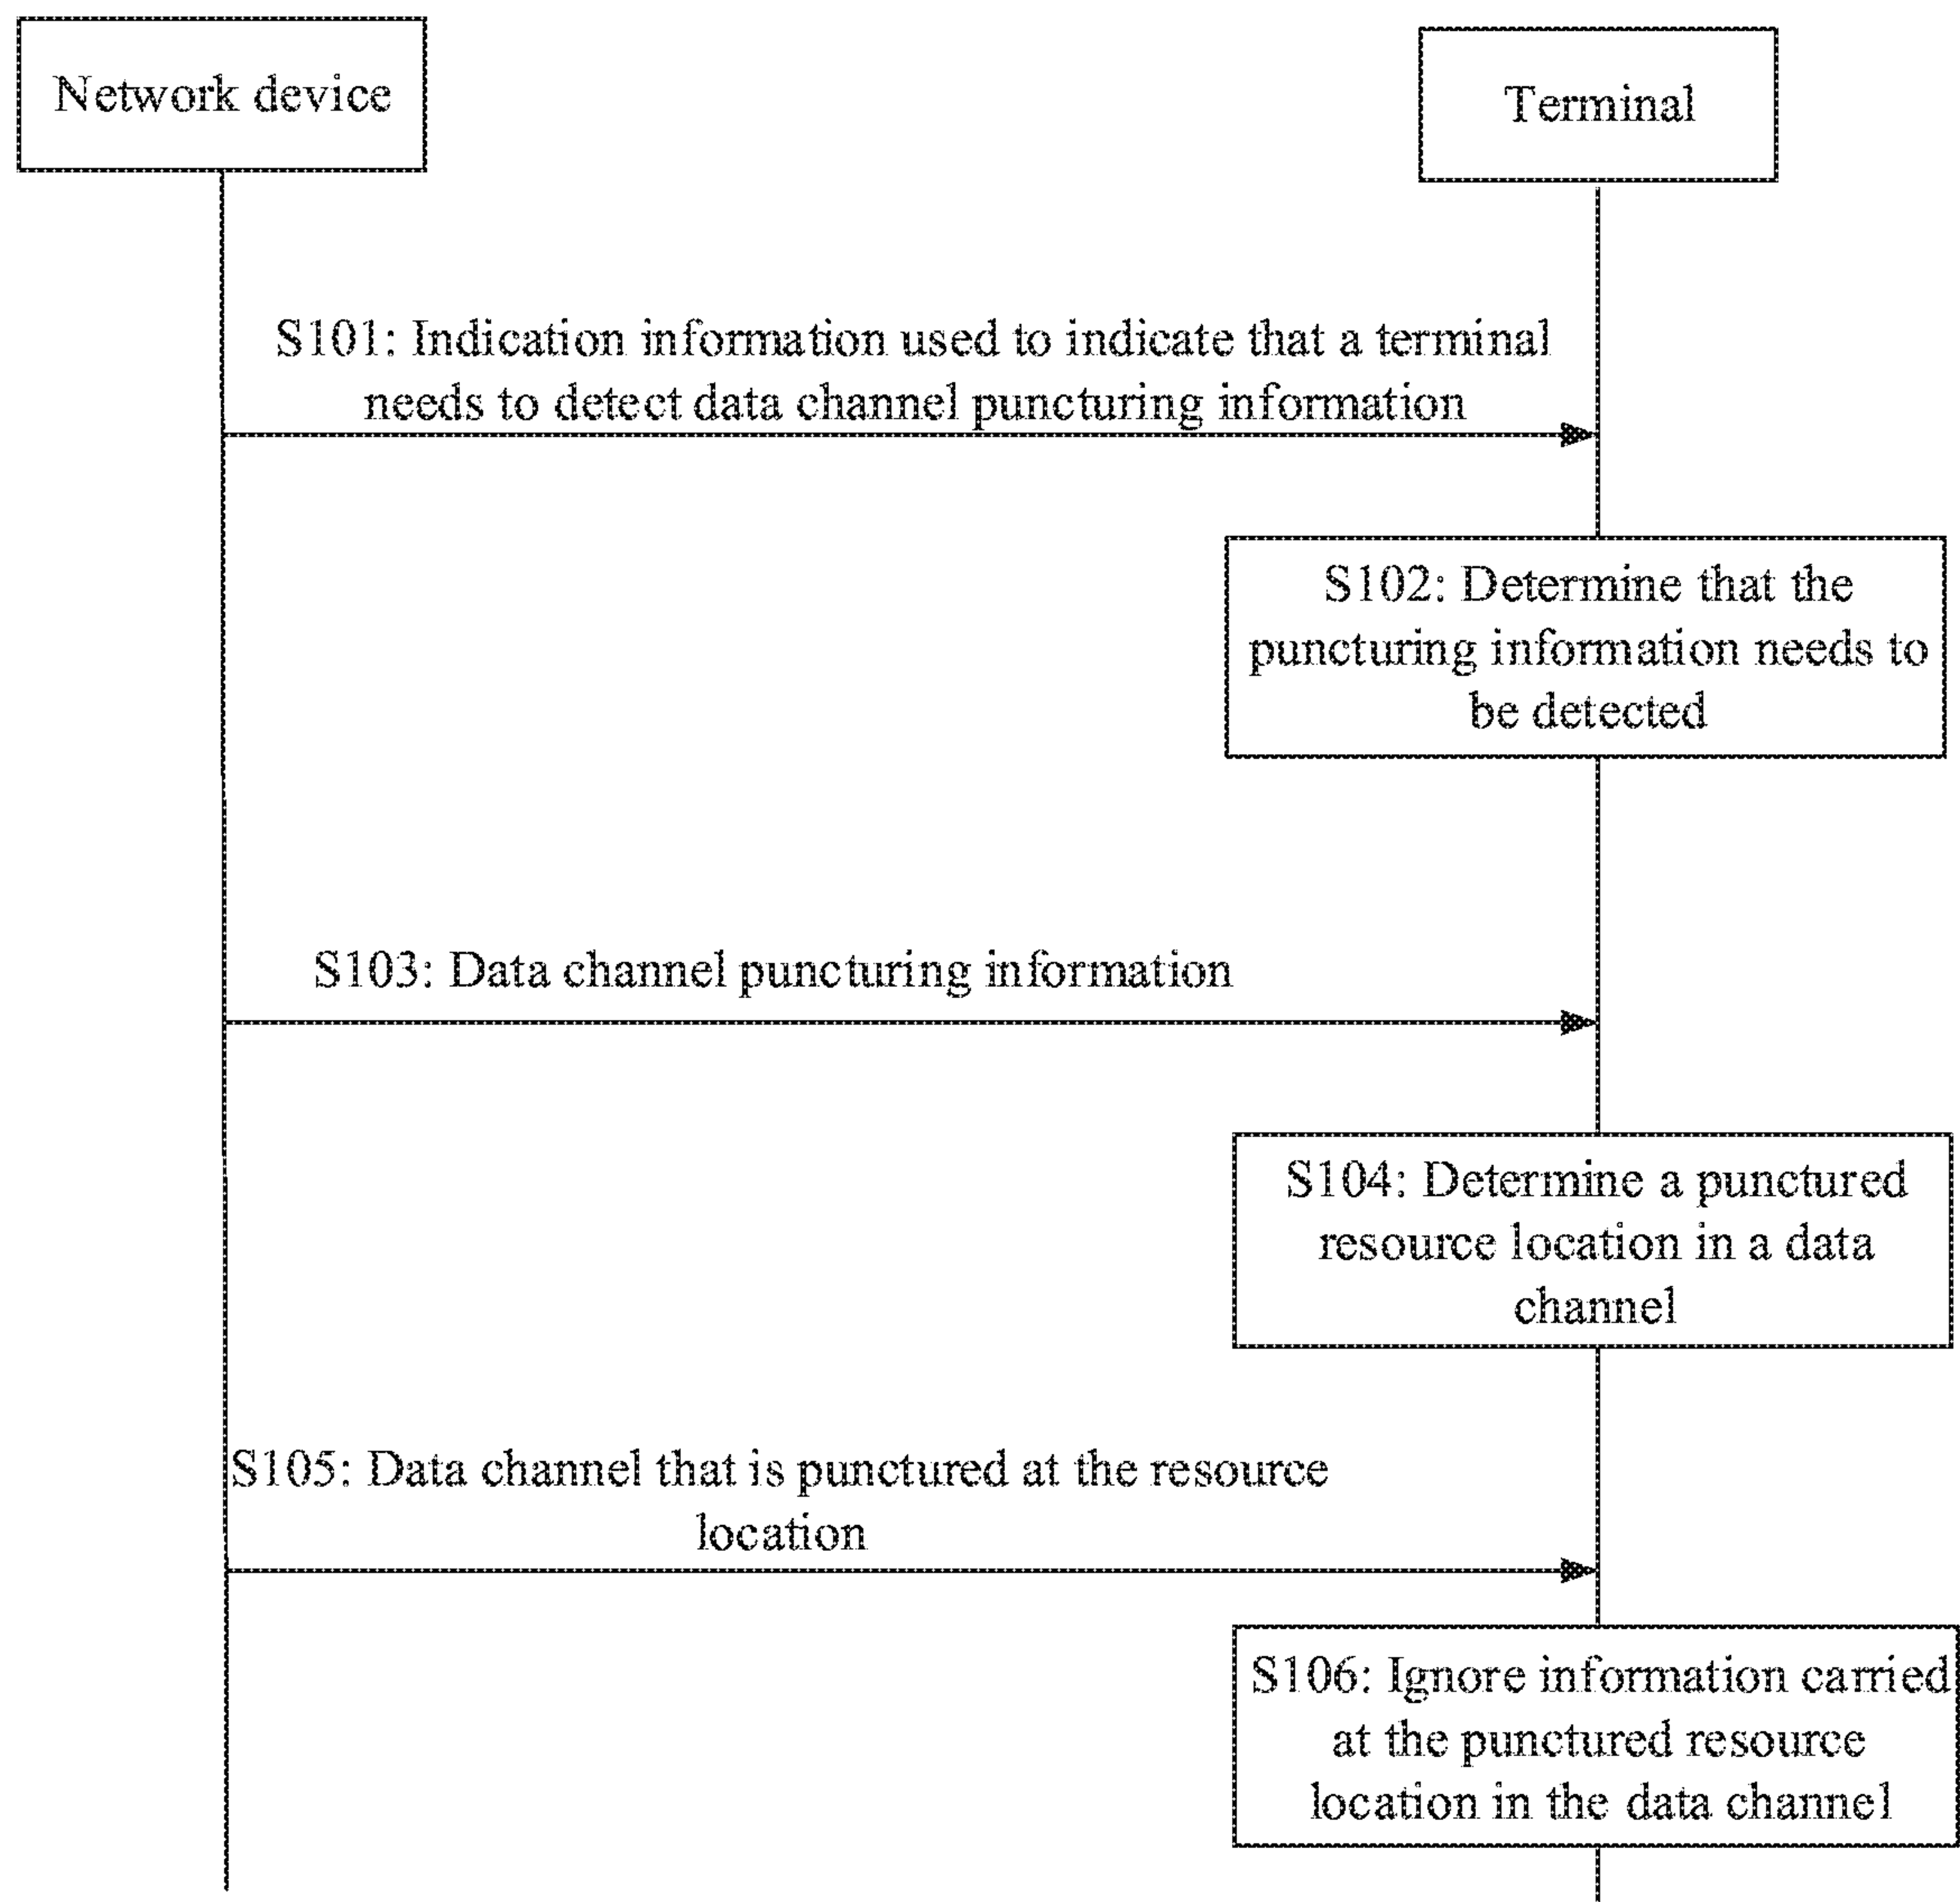 Network device
Terminal
S101: Indication information used to indicate that a terminal
needs to detect data channel puncturing information
S102: Determine that the
puncturing information needs to
be detected
S103: Data channel puncturing information
S104: Determine a punctured
resource location in a data
channel
S105: Data channel that is punctured at the resource
location
S106: Ignore information carried
at the punctured resource
location in the data channel